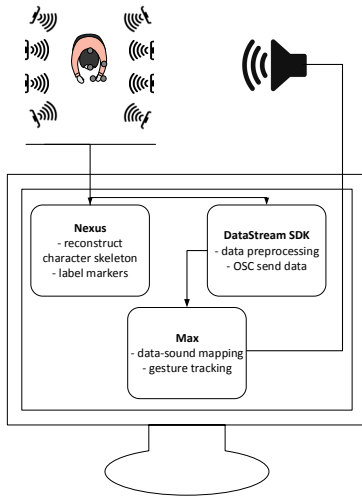 Nexus
- reconstruct
character skeleton
- label markers
DataStream SDK
- data preprocessing
- OSC send data
Max
- data-sound mapping
- gesture tracking